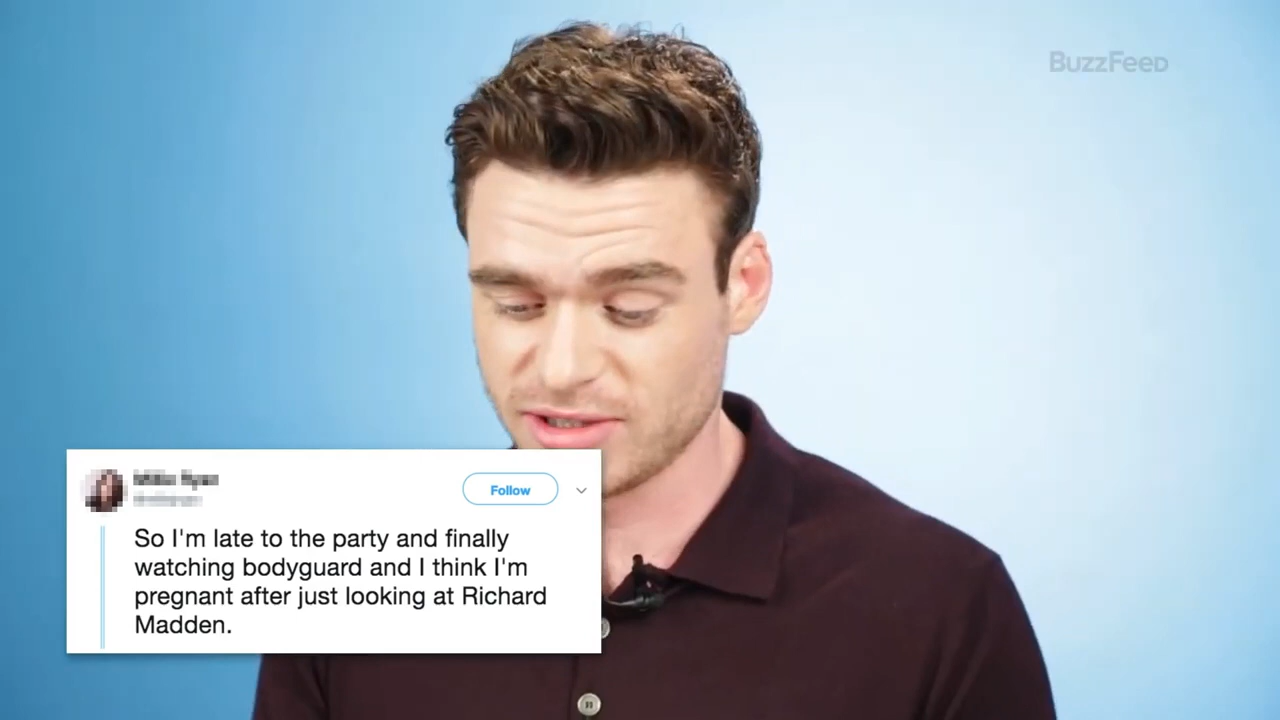 BuzzFeed
Follow
So I'm late to the party and finally
watching bodyguard and I think I'm
pregnant after just looking at Richard
Madden.